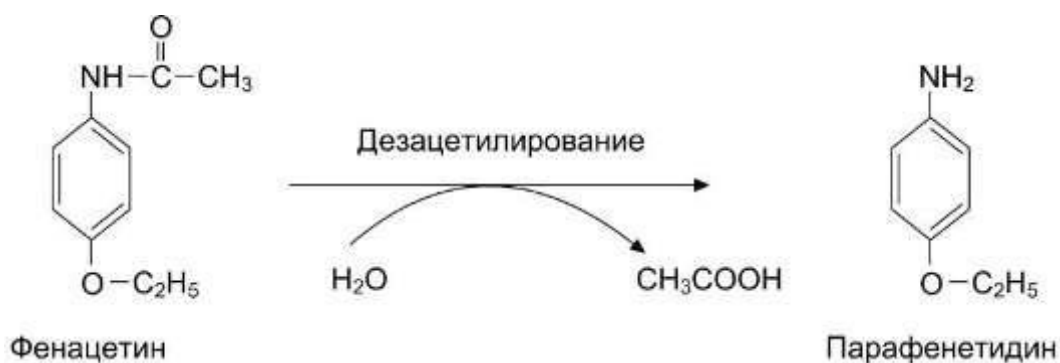 O
NH—C—CH₃
NH₂
Дезацетилирование
H₂O
CH₃COOH
O—C₂H₅
O—C₂H₅
Фенацетин
Парафенетидин